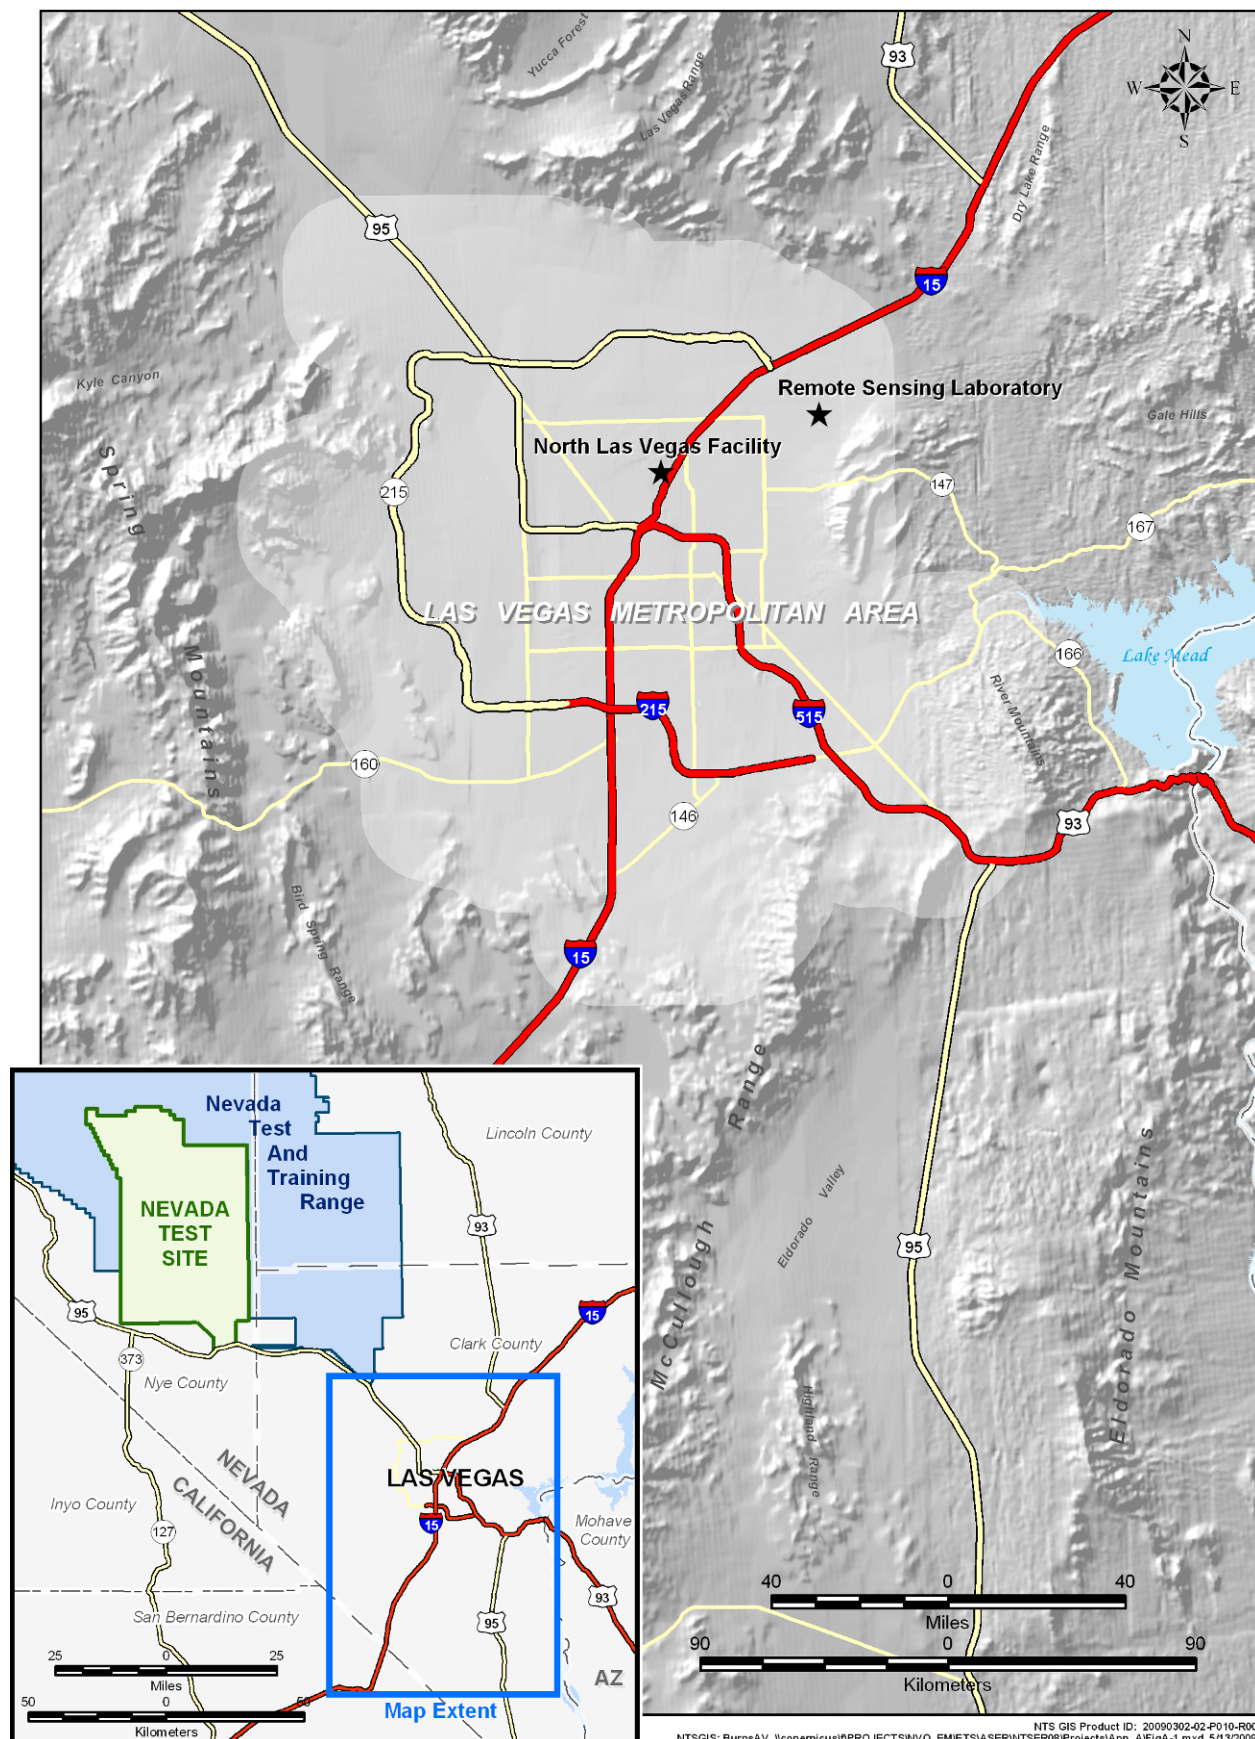 Yucca Forest
Las Vegas Range
93
N
W
E
S
Dry Lake Range
95
15
Kyle Canyon
Remote Sensing Laboratory
Gale Hills
North Las Vegas Facility
Spring Mountains
215
147
167
LAS VEGAS METROPOLITAN AREA
Lake Mead
166
River Mountains
215
515
160
146
93
Bird Spring Range
15
McCullough Range
Eldorado Valley
Eldorado Mountains
95
Highland Range
40 0 40
Miles
90 0 90
Kilometers
Nevada
Test
And
Training
Range
Lincoln County
NEVADA
TEST
SITE
93
95
15
373
Clark County
Nye County
NEVADA
CALIFORNIA
LAS VEGAS
Inyo County
15
127
Mohave
County
San Bernardino County
95
93
25 0 25
Miles
AZ
50 0 50
Kilometers
Map Extent
NTS GIS Product ID: 20090302-02-P010-R00